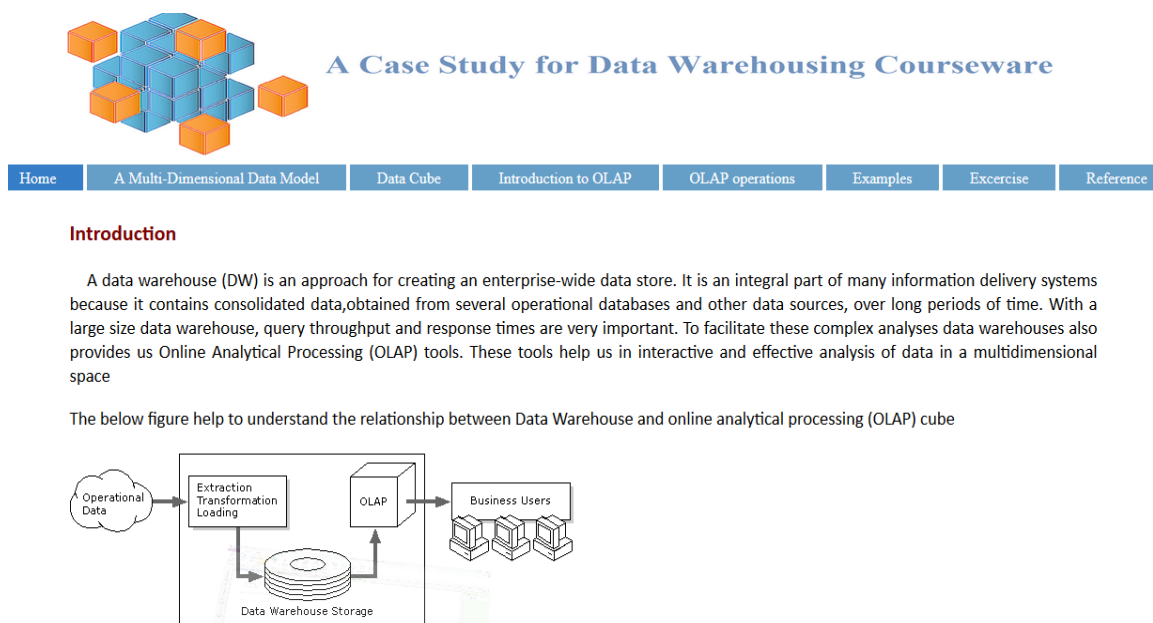 A Case Study for Data Warehousing Courseware
Home
A Multi-Dimensional Data Model
Data Cube
Introduction to OLAP
OLAP operations
Examples
Excercise
Reference
Introduction
A data warehouse (DW) is an approach for creating an enterprise-wide data store. It is an integral part of many information delivery systems
because it contains consolidated data,obtained from several operational databases and other data sources, over long periods of time. With a
large size data warehouse, query throughput and response times are very important. To facilitate these complex analyses data warehouses also
provides us Online Analytical Processing (OLAP) tools. These tools help us in interactive and effective analysis of data in a multidimensional
space
The below figure help to understand the relationship between Data Warehouse and online analytical processing (OLAP) cube
Operational
Data
Extraction
Transformation
Loading
OLAP
Business Users
Data Warehouse Storage